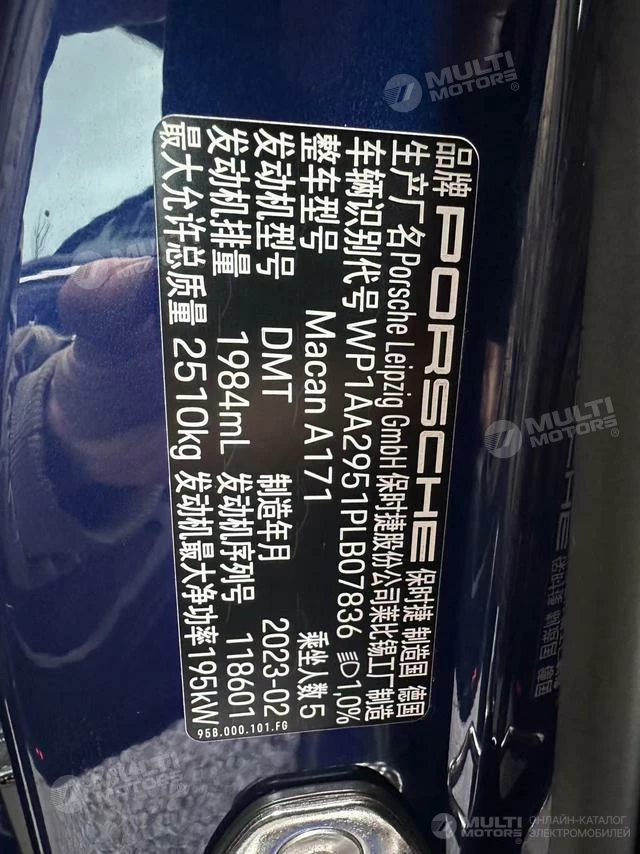 品牌 PORSCHE 保时捷 制造国 德国
生产厂名 Porsche Leipzig GmbH 保时捷股份公司莱比锡工厂制造
车辆识别代号 WP1AA2951PLB07836 1,0%
整车型号 Macan A171 乘坐人数 5
发动机型号 DMT 制造年月 2023-02
发动机排量 1984mL 发动机序列号 118601
最大允许总质量 2510kg 发动机最大净功率 195kW
95B.000.101.FG
MULTI
MOTORS®
MULTI
MOTORS®
MULTI
MOTORS®
MULTI
MOTORS®
ОНЛАЙН-КАТАЛОГ
ЭЛЕКТРОМОБИЛЕЙ